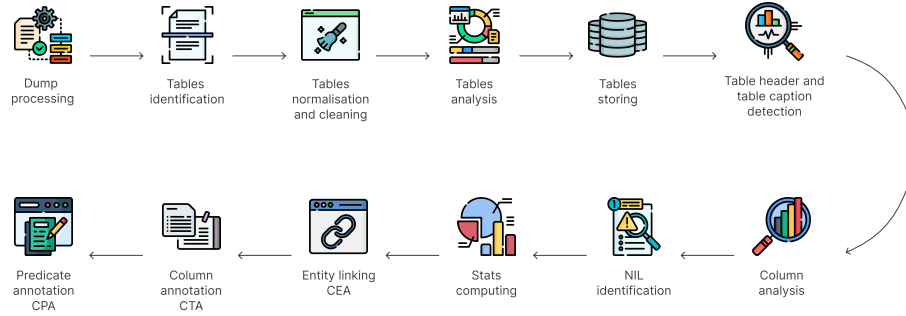 Dump
processing
Tables
identification
Tables
normalisation
and cleaning
Tables
analysis
Tables
storing
Table header and
table caption
detection
Predicate
annotation
CPA
Column
annotation
CTA
Entity linking
CEA
Stats
computing
NIL
identification
Column
analysis